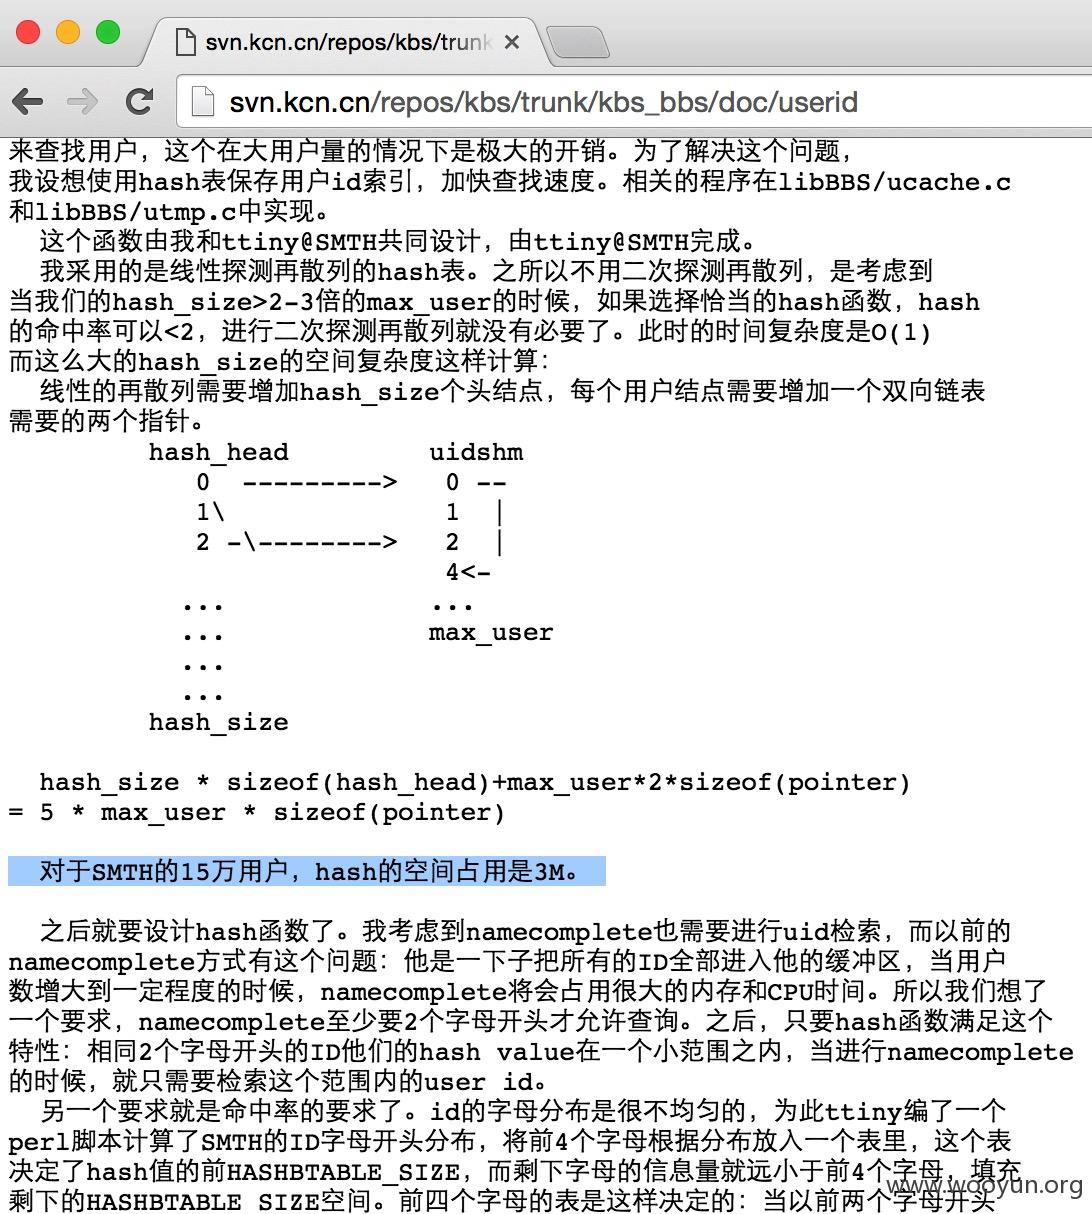 svn.kcn.cn/repos/kbs/trunk
svn.kcn.cn/repos/kbs/trunk/kbs_bbs/doc/userid
来查找用户，这个在大用户量的情况下是极大的开销。为了解决这个问题，
我设想使用hash表保存用户id索引，加快查找速度。相关的程序在libBBS/ucache.c
和libBBS/utmp.c中实现。
这个函数由我和ttiny@SMTH共同设计，由ttiny@SMTH完成。
我采用的是线性探测再散列的hash表。之所以不用二次探测再散列，是考虑到
当我们的hash_size>2-3倍的max_user的时候，如果选择恰当的hash函数，hash
的命中率可以<2，进行二次探测再散列就没有必要了。此时的时间复杂度是O(1)
而这么大的hash_size的空间复杂度这样计算：
线性的再散列需要增加hash_size个头结点，每个用户结点需要增加一个双向链表
需要的两个指针。
hash_head          uidshm
0  --------->   0 --
1\              1  |
2 -\-------->   2  |
4<-
...             ...
...             max_user
...
...
hash_size
hash_size * sizeof(hash_head)+max_user*2*sizeof(pointer)
= 5 * max_user * sizeof(pointer)
对于SMTH的15万用户，hash的空间占用是3M。
之后就要设计hash函数了。我考虑到namecomplete也需要进行uid检索，而以前的
namecomplete方式有这个问题：他是一下子把所有的ID全部进入他的缓冲区，当用户
数增大到一定程度的时候，namecomplete将会占用很大的内存和CPU时间。所以我们想了
一个要求，namecomplete至少要2个字母开头才允许查询。之后，只要hash函数满足这个
特性：相同2个字母开头的ID他们的hash value在一个小范围之内，当进行namecomplete
的时候，就只需要检索这个范围内的user id。
另一个要求就是命中率的要求了。id的字母分布是很不均匀的，为此ttiny编了一个
perl脚本计算了SMTH的ID字母开头分布，将前4个字母根据分布放入一个表里，这个表
决定了hash值的前HASHBTABLE_SIZE，而剩下字母的信息量就远小于前4个字母，填充
剩下的HASHBTABLE_SIZE空间。前四个字母的表是这样决定的：当以前两个字母开头
www.wooyun.org